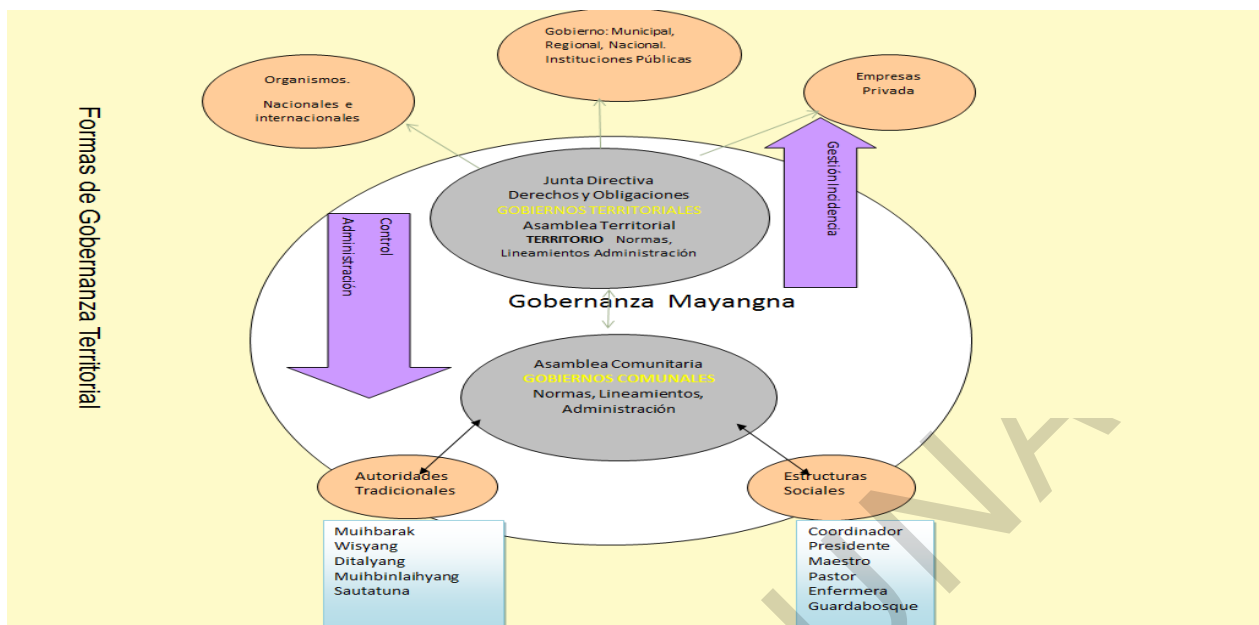 Formas de Gobernanza Territorial
Organismos.
Nacionales e
internacionales
Gobierno: Municipal,
Regional, Nacional.
Instituciones Públicas
Empresas
Privada
Control
Administración
Junta Directiva
Derechos y Obligaciones
GOBIERNOS TERRITORIALES
Asamblea Territorial
TERRITORIO Normas,
Lineamientos Administración
Gestión Incidencia
Gobernanza Mayangna
Asamblea Comunitaria
GOBIERNOS COMUNALES
Normas, Lineamientos,
Administración
Autoridades
Tradicionales
Estructuras
Sociales
Muihbarak
Wisyang
Ditalyang
Muihbinlaihyang
Sautatuna
Coordinador
Presidente
Maestro
Pastor
Enfermera
Guardabosque
UNA